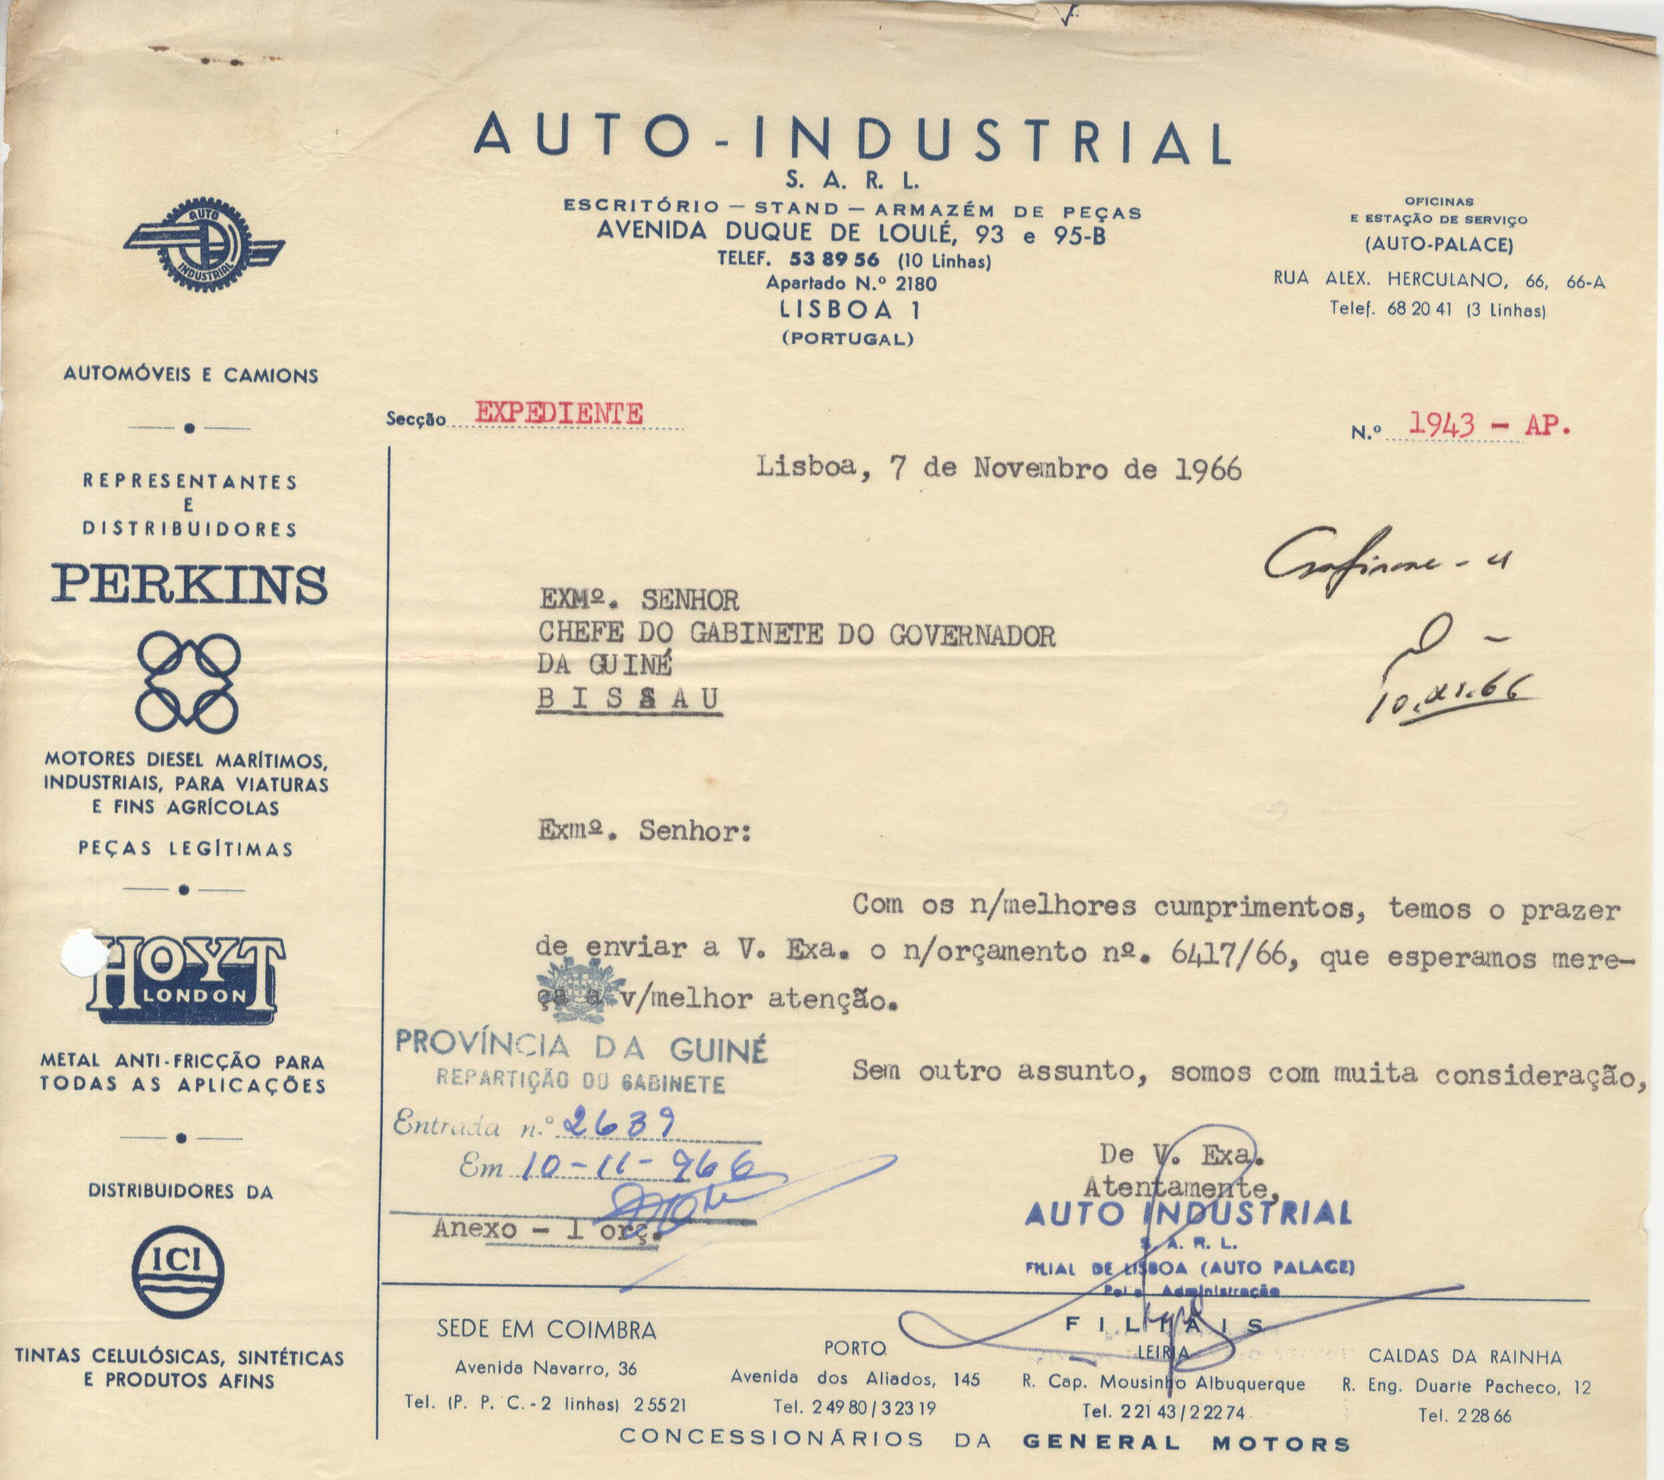 AUTO-INDUSTRIAL
S. A. R. L.
ESCRITÓRIO — STAND — ARMAZÉM DE PEÇAS
AVENIDA DUQUE DE LOULÉ, 93 e 95-B
TELEF. 53 89 56 (10 Linhas)
Apartado N.º 2180
LISBOA 1
(PORTUGAL)
OFICINAS
E ESTAÇÃO DE SERVIÇO
(AUTO-PALACE)
RUA ALEX. HERCULANO, 66, 66-A
Telef. 68 20 41 (3 Linhas)
AUTO
INDUSTRIAL
AUTOMÓVEIS E CAMIONS
REPRESENTANTES
E
DISTRIBUIDORES
PERKINS
MOTORES DIESEL MARÍTIMOS,
INDUSTRIAIS, PARA VIATURAS
E FINS AGRÍCOLAS
PEÇAS LEGÍTIMAS
HOYT
LONDON
METAL ANTI-FRICÇÃO PARA
TODAS AS APLICAÇÕES
DISTRIBUIDORES DA
ICI
TINTAS CELULÓSICAS, SINTÉTICAS
E PRODUTOS AFINS
Secção EXPEDIENTE
N.º 1943 - AP.
Lisboa, 7 de Novembro de 1966
10.XI.66
EXMº. SENHOR
CHEFE DO GABINETE DO GOVERNADOR
DA GUINÉ
BISSAU
Exmº. Senhor:
Com os n/melhores cumprimentos, temos o prazer
de enviar a V. Exa. o n/orçamento nº. 6417/66, que esperamos mere-
ça a v/melhor atenção.
Sem outro assunto, somos com muita consideração,
PROVÍNCIA DA GUINÉ
REPARTIÇÃO DO GABINETE
Entrada n.º 2639
Em 10-11-966
Anexo - 1 orç.
De V. Exa.
Atentamente,
AUTO INDUSTRIAL
S. A. R. L.
FILIAL DE LISBOA (AUTO PALACE)
Pela Administração
SEDE EM COIMBRA
Avenida Navarro, 36
Tel. (P. P. C. - 2 linhas) 2 55 21
FILIAIS
PORTO
Avenida dos Aliados, 145
Tel. 2 49 80 / 3 23 19
LEIRIA
R. Cap. Mousinho Albuquerque
Tel. 221 43 / 2 22 74
CALDAS DA RAINHA
R. Eng. Duarte Pacheco, 12
Tel. 2 28 66
CONCESSIONÁRIOS DA GENERAL MOTORS